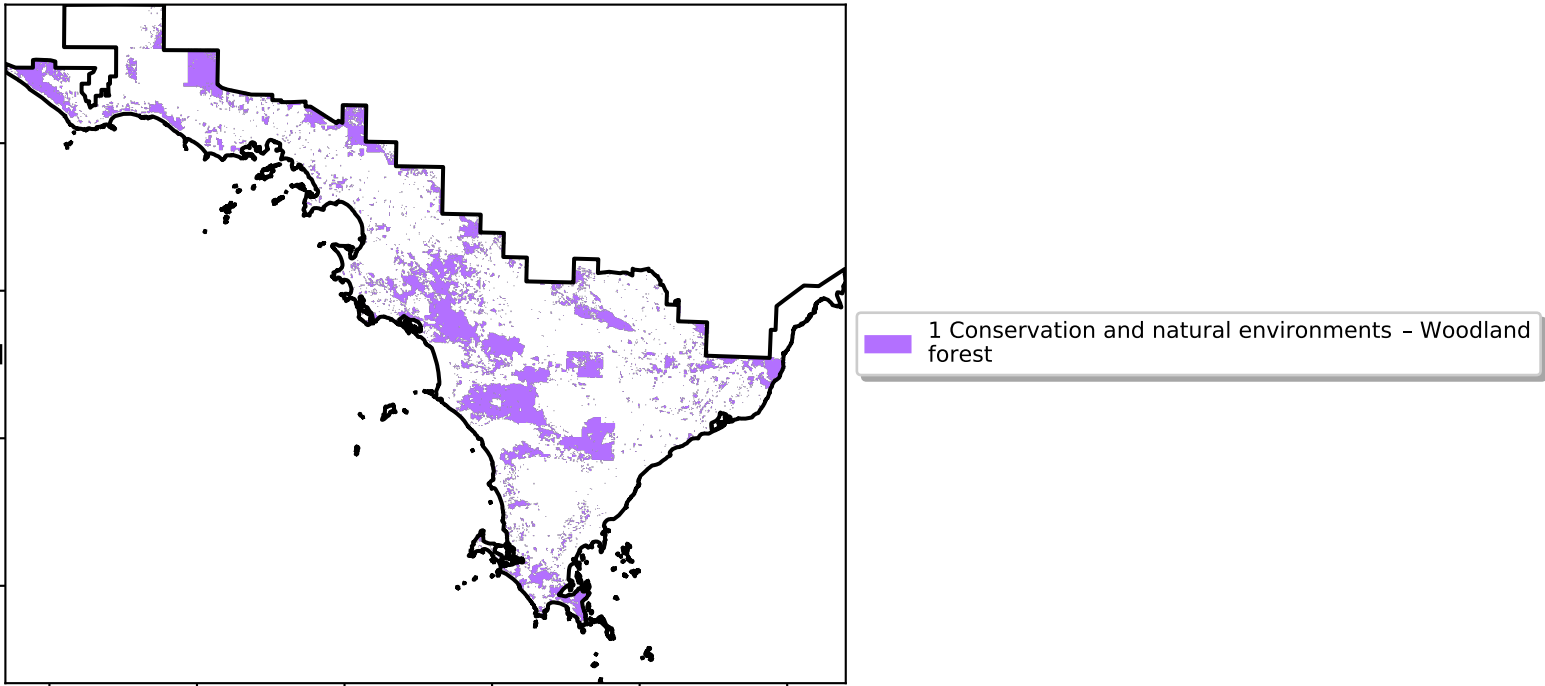 1 Conservation and natural environments – Woodland
forest